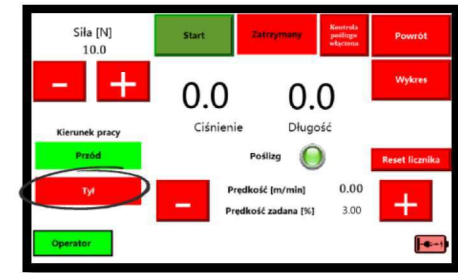 Siła [N]
10.0
Start
Zatrzymany
Kontrola
poślizgu
włączona
Powrót
- +
0.0 0.0
Wykres
Ciśnienie Długość
Kierunek pracy
Przód
Poślizg
Reset licznika
Tył
Prędkość [m/min] 0.00
- +
Prędkość zadana [%] 3.00
Operator